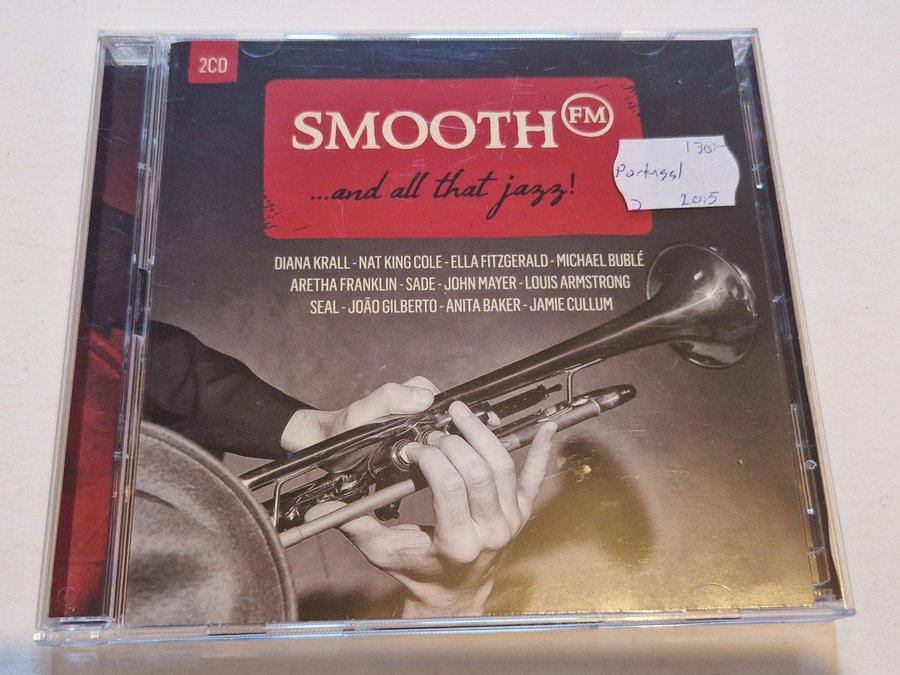 2CD
SMOOTH FM
...and all that jazz!
DIANA KRALL - NAT KING COLE - ELLA FITZGERALD - MICHAEL BUBLÉ
ARETHA FRANKLIN - SADE - JOHN MAYER - LOUIS ARMSTRONG
SEAL - JOÃO GILBERTO - ANITA BAKER - JAMIE CULLUM
130:-
Portugal
2015